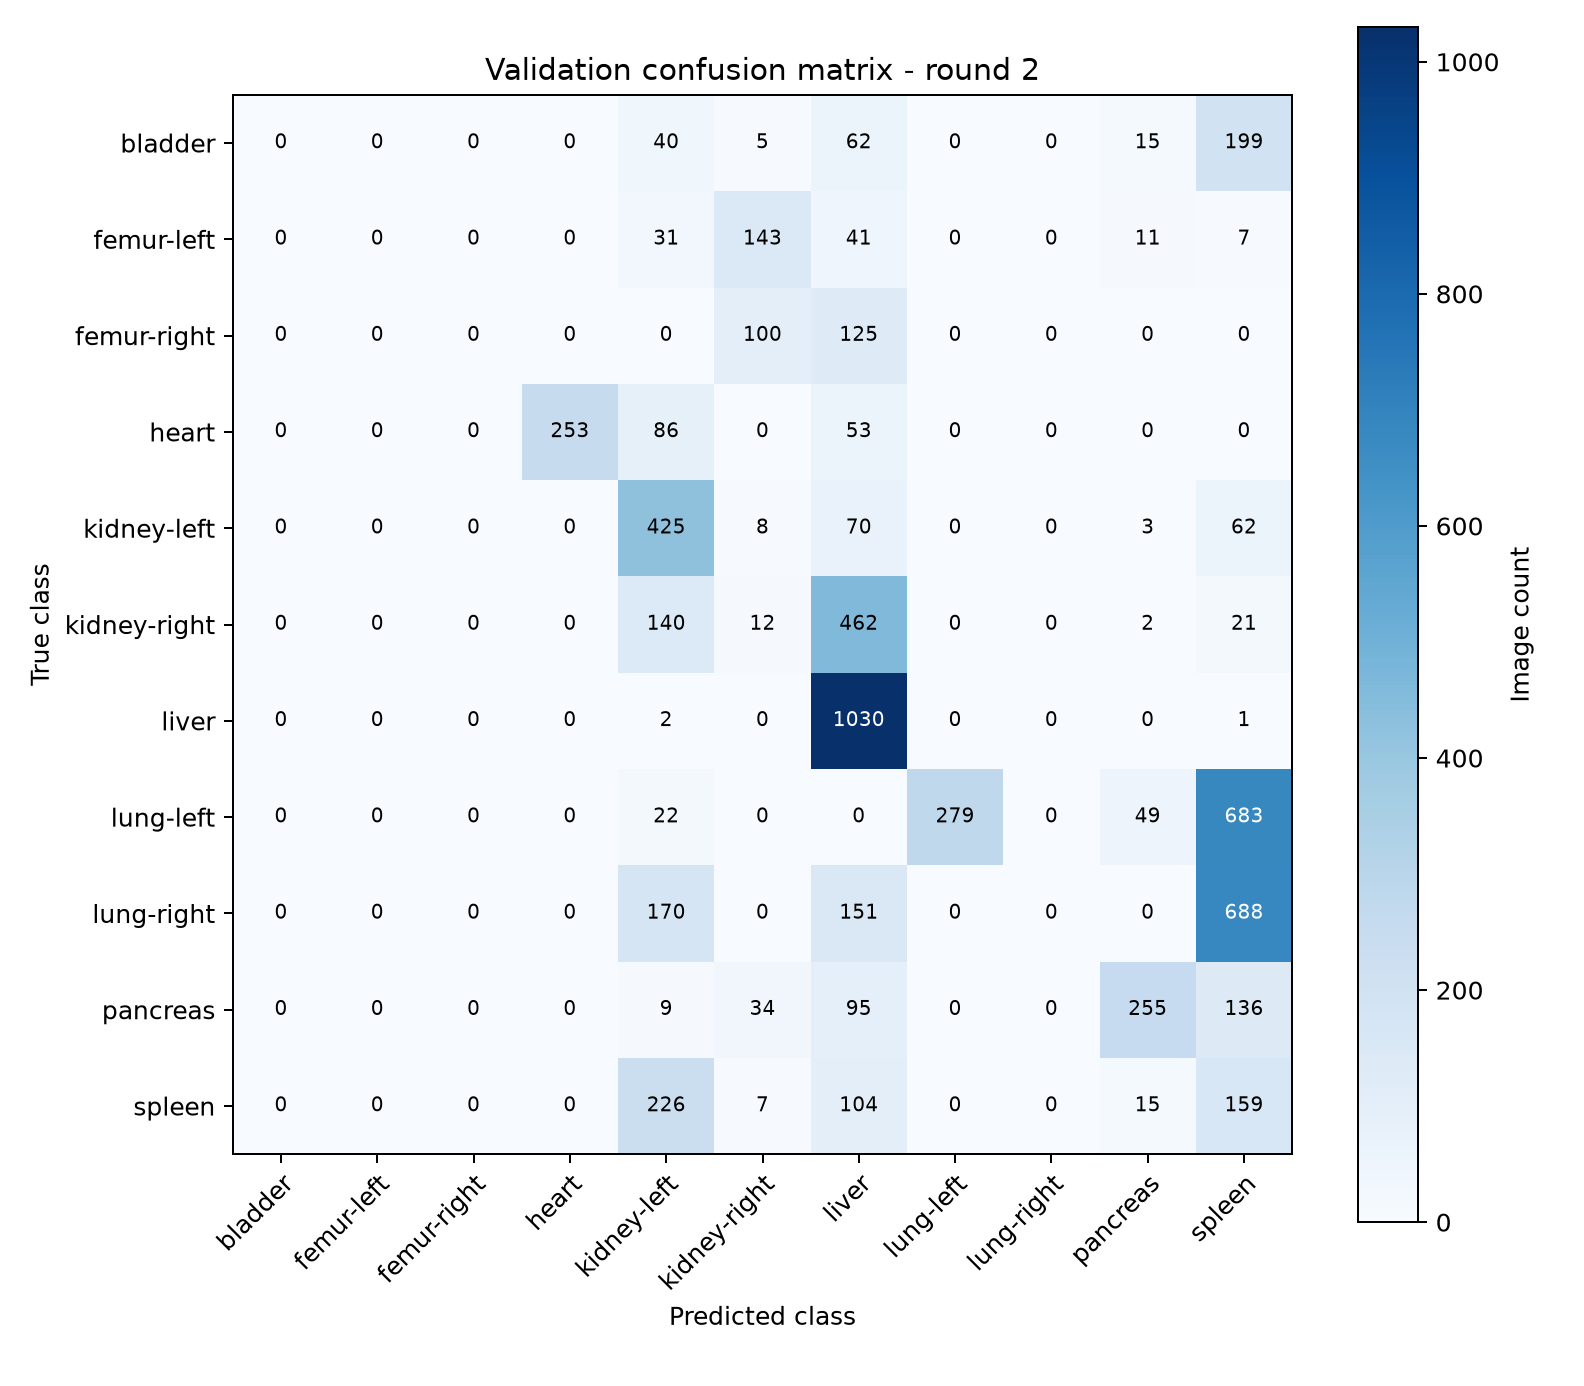 Validation confusion matrix - round 2
True class
bladder 0 0 0 0 40 5 62 0 0 15 199
femur-left 0 0 0 0 31 143 41 0 0 11 7
femur-right 0 0 0 0 0 100 125 0 0 0 0
heart 0 0 0 253 86 0 53 0 0 0 0
kidney-left 0 0 0 0 425 8 70 0 0 3 62
kidney-right 0 0 0 0 140 12 462 0 0 2 21
liver 0 0 0 0 2 0 1030 0 0 0 1
lung-left 0 0 0 0 22 0 0 279 0 49 683
lung-right 0 0 0 0 170 0 151 0 0 0 688
pancreas 0 0 0 0 9 34 95 0 0 255 136
spleen 0 0 0 0 226 7 104 0 0 15 159
bladder femur-left femur-right heart kidney-left kidney-right liver lung-left lung-right pancreas spleen
Predicted class
1000
800
600
400
200
0
Image count